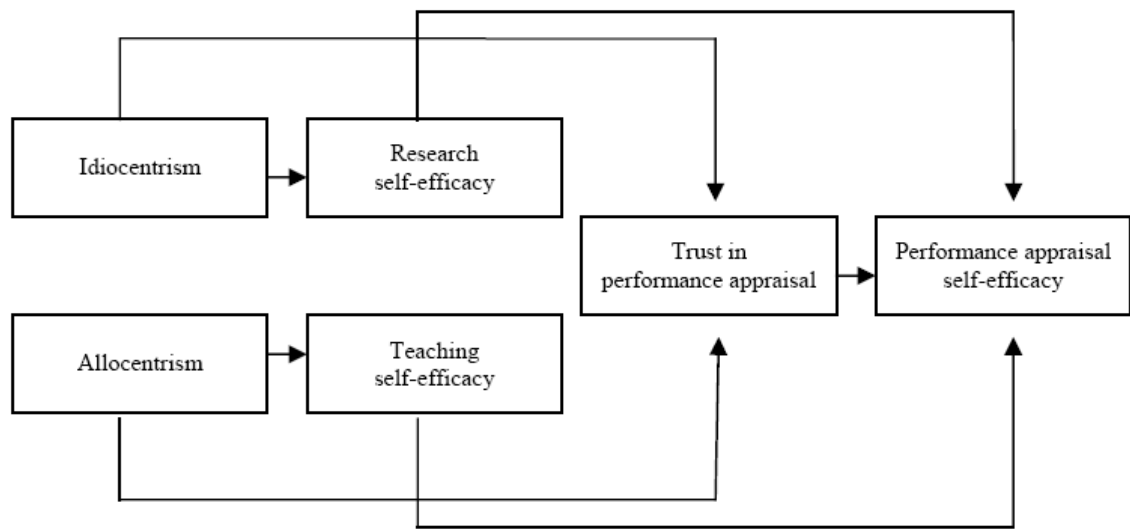 Idiocentrism
Research
self-efficacy
Trust in
performance appraisal
Performance appraisal
self-efficacy
Allocentrism
Teaching
self-efficacy